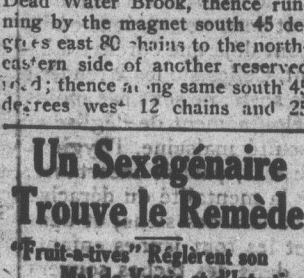 Dead Water Brook, thence run
ning by the magnet south 45 de
grees east 80 chains to the north
eastern side of another reserved
thence along same south 45
degrees west 12 chains and 25
Un Sexagénaire
Trouve le Remède
"Fruit-a-tives" Réglèrent son